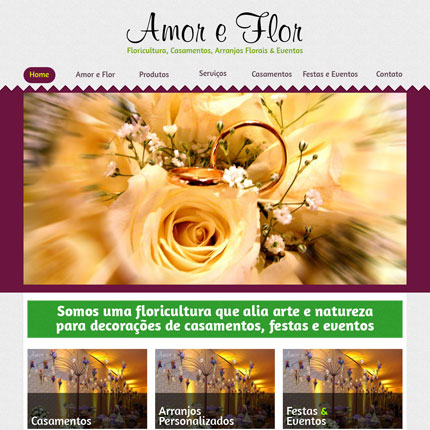 Amor e Flor
Floricultura, Casamentos, Arranjos Florais & Eventos
Home Amor e Flor Produtos Serviços Casamentos Festas e Eventos Contato
Somos uma floricultura que alia arte e natureza
para decorações de casamentos, festas e eventos
Casamentos
Arranjos
Personalizados
Festas &
Eventos